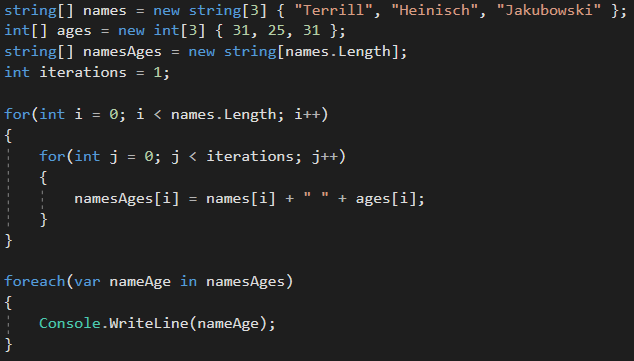 string[] names = new string[3] { "Terrill", "Heinisch", "Jakubowski" };
int[] ages = new int[3] { 31, 25, 31 };
string[] namesAges = new string[names.Length];
int iterations = 1;

for(int i = 0; i < names.Length; i++)
{
    for(int j = 0; j < iterations; j++)
    {
        namesAges[i] = names[i] + " " + ages[i];
    }
}

foreach(var nameAge in namesAges)
{
    Console.WriteLine(nameAge);
}